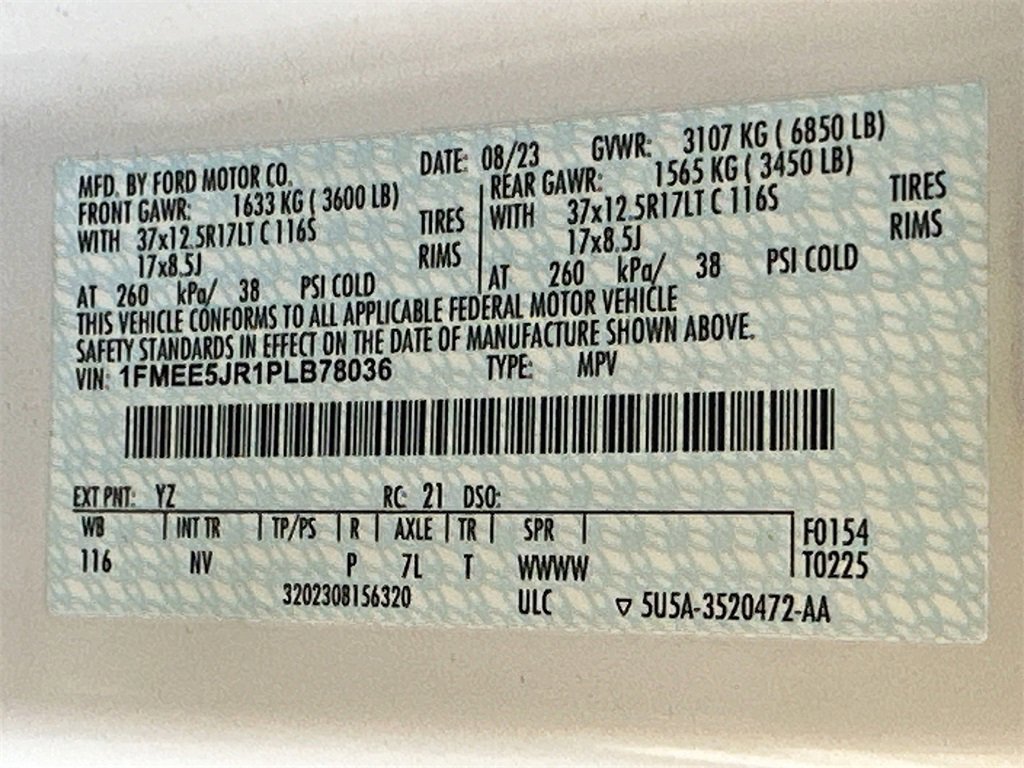 MFD. BY FORD MOTOR CO. DATE: 08/23 GVWR: 3107 KG ( 6850 LB)
FRONT GAWR: 1633 KG ( 3600 LB) REAR GAWR: 1565 KG ( 3450 LB)
WITH 37x12.5R17LT C 116S TIRES WITH 37x12.5R17LT C 116S TIRES
17x8.5J RIMS 17x8.5J RIMS
AT 260 kPa/ 38 PSI COLD AT 260 kPa/ 38 PSI COLD
THIS VEHICLE CONFORMS TO ALL APPLICABLE FEDERAL MOTOR VEHICLE
SAFETY STANDARDS IN EFFECT ON THE DATE OF MANUFACTURE SHOWN ABOVE.
VIN: 1FMEE5JR1PLB78036 TYPE: MPV
EXT PNT: YZ RC: 21 DSO:
WB INT TR TP/PS R AXLE TR SPR F0154
116 NV P 7L T WWWW T0225
3202308156320 ULC ▽ 5U5A-3520472-AA